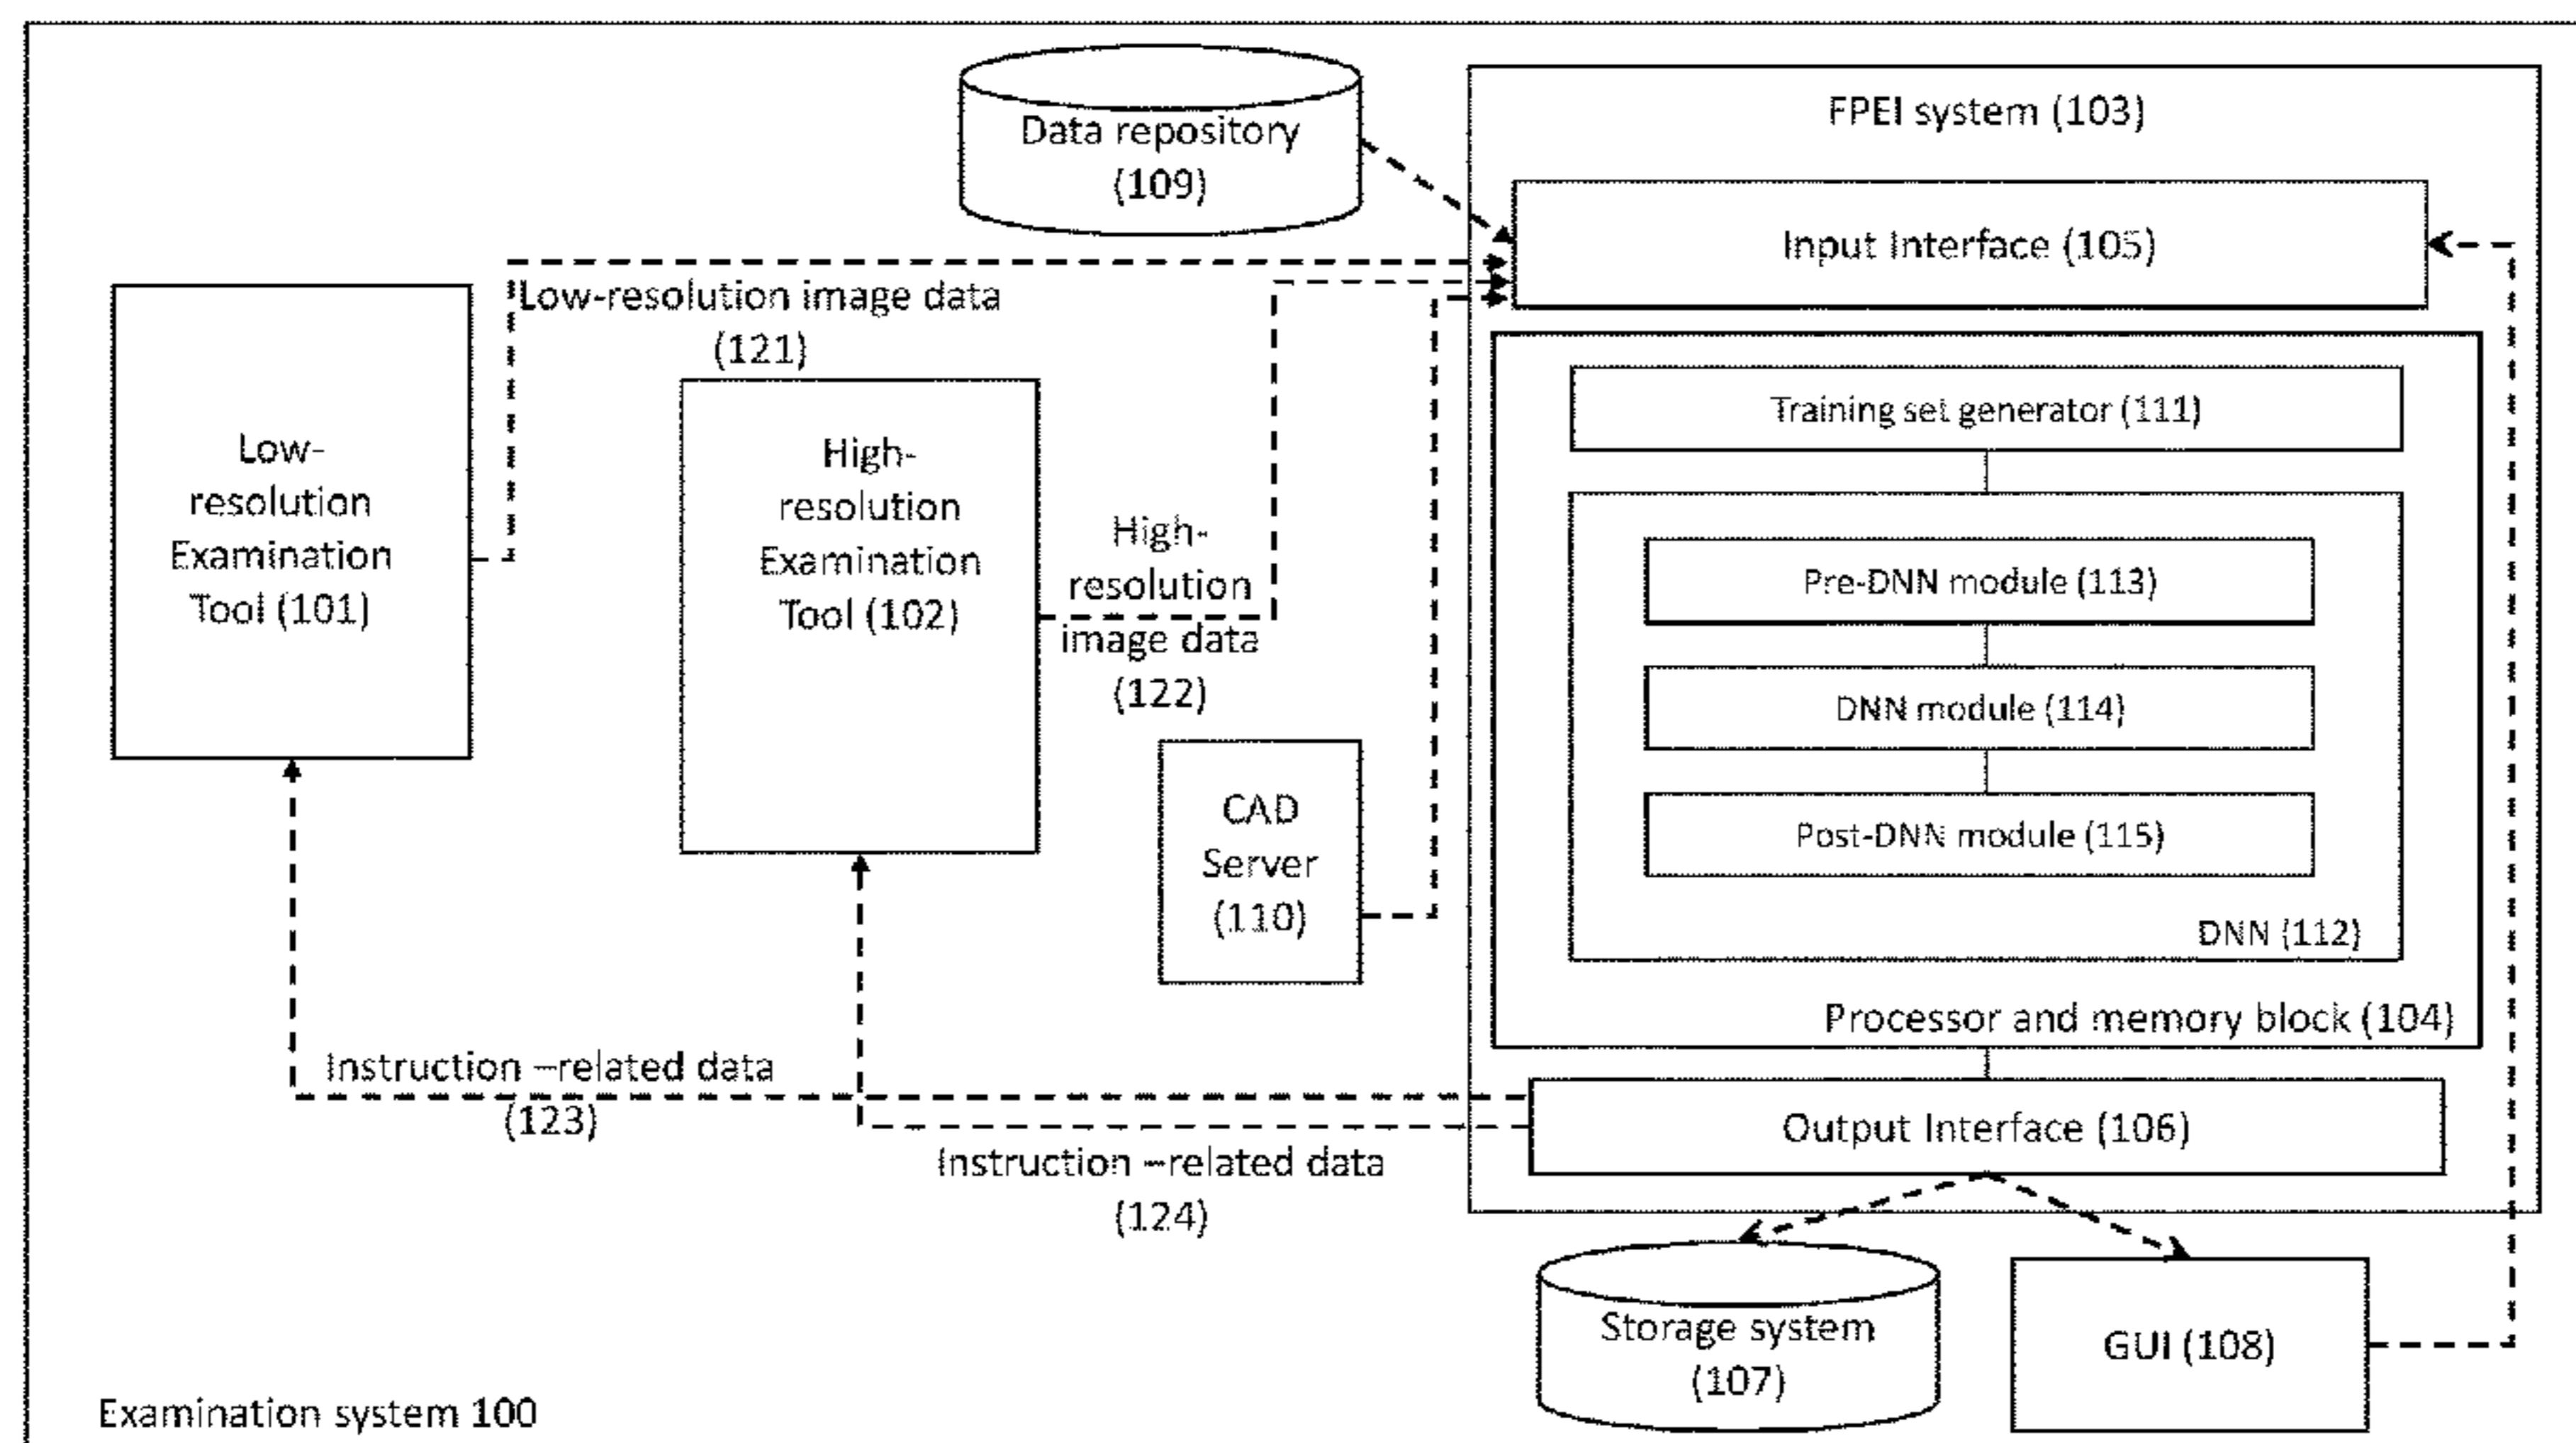 Data repository
(109)
FPEI system (103)
Input Interface (105)
Low-resolution image data
(121)
Low-
resolution
Examination
Tool (101)
High-
resolution
Examination
Tool (102)
High-
resolution
image data
(122)
CAD
Server
(110)
Training set generator (111)
Pre-DNN module (113)
DNN module (114)
Post-DNN module (115)
DNN (112)
Processor and memory block (104)
Instruction –related data
(123)
Output Interface (106)
Instruction –related data
(124)
Storage system
(107)
GUI (108)
Examination system 100